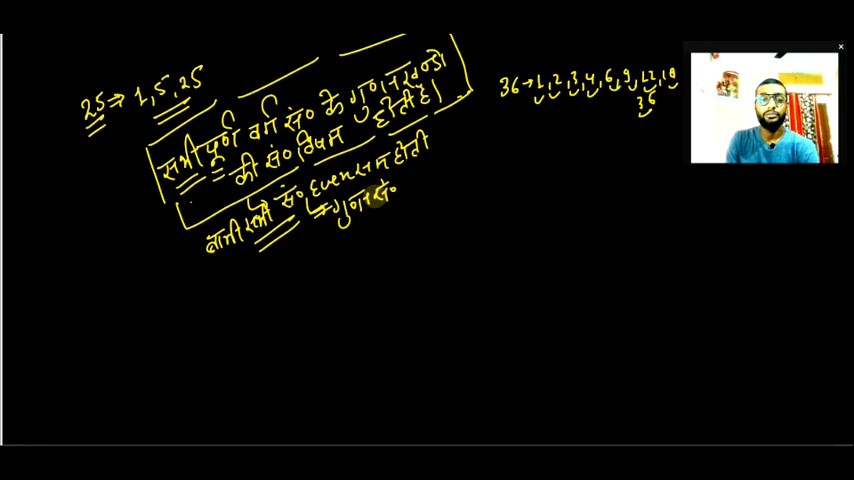 25 → 1, 5, 25
सभी पूर्ण वर्ग सं० के गुणनखण्डो
की सं० विषम होती है।
बाकी सभी सं० Even सम होती
→ गुणनसं०
36 → 1, 2, 3, 4, 6, 9, 12, 18
36